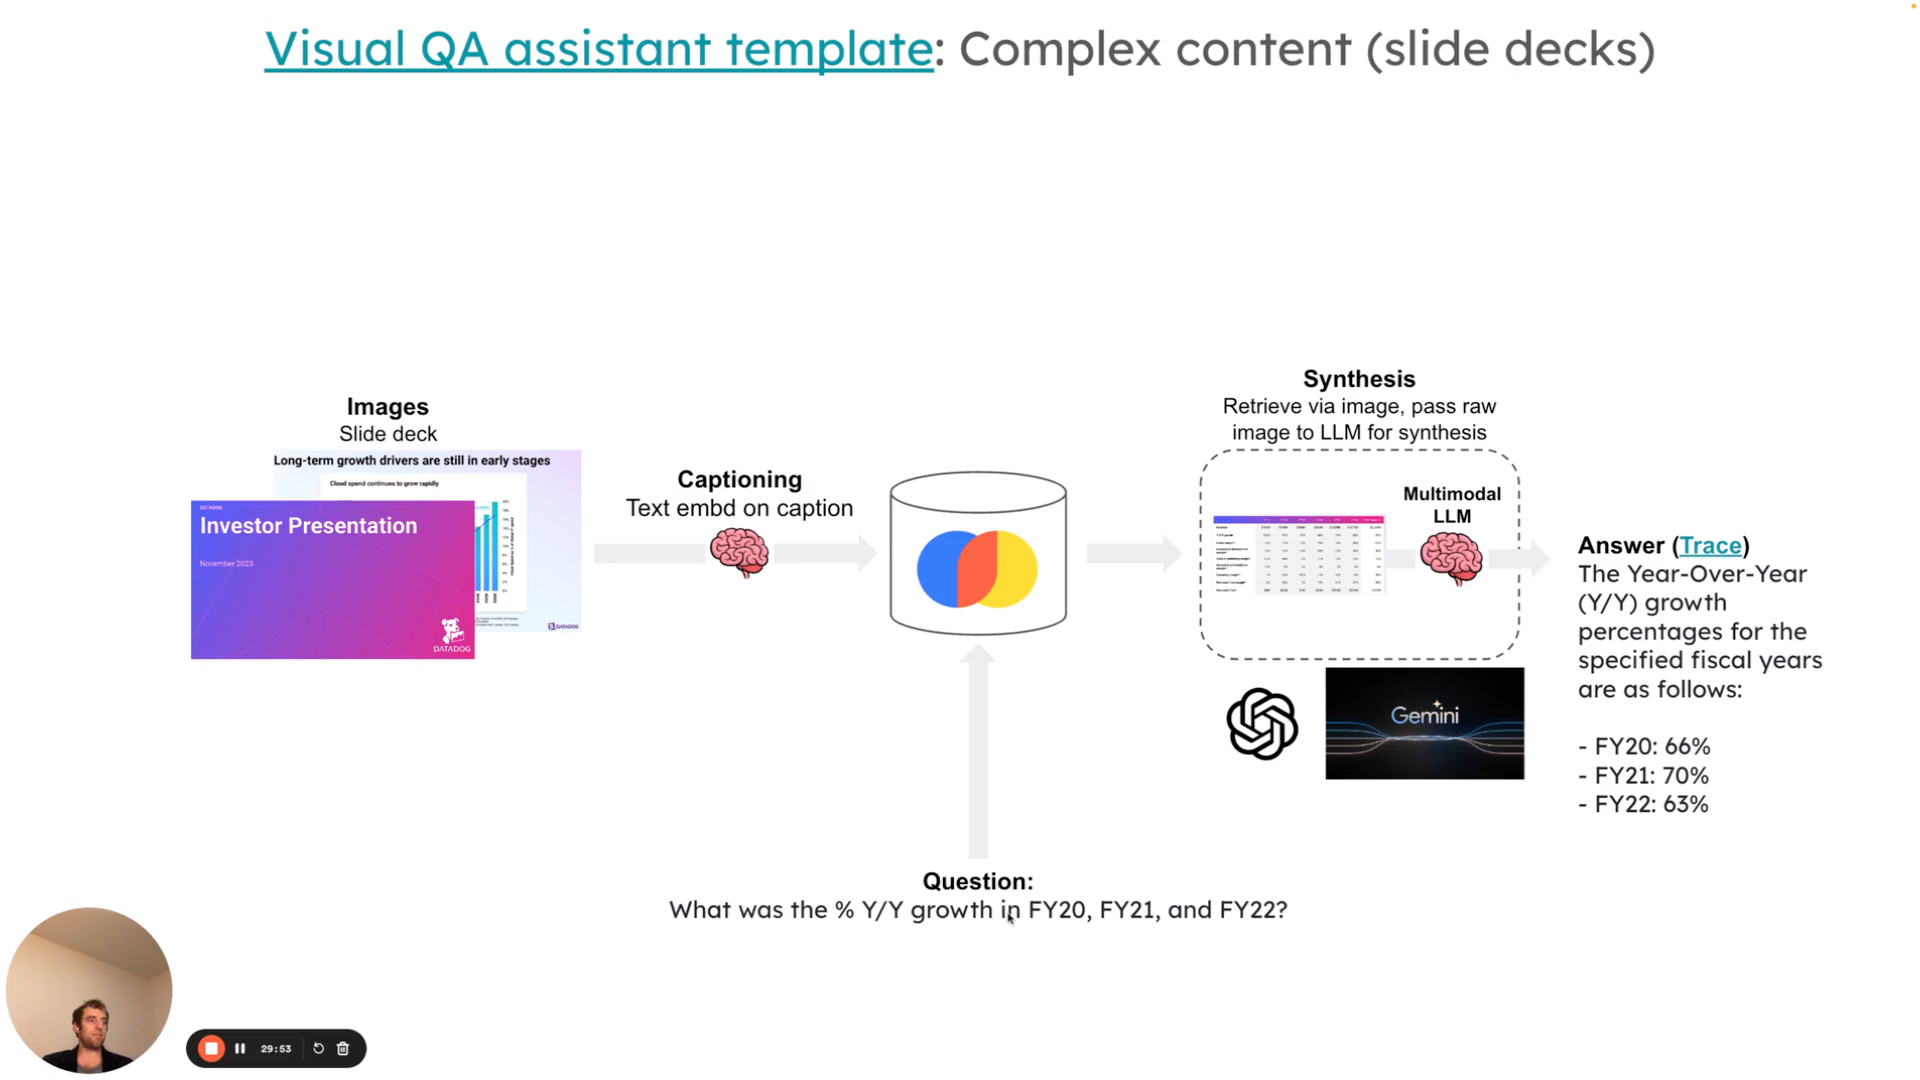 Visual QA assistant template: Complex content (slide decks)
Images
Slide deck
Long-term growth drivers are still in early stages
Cloud spend continues to grow rapidly
DATADOG
Investor Presentation
November 2023
DATADOG
DATADOG
Captioning
Text embd on caption
Synthesis
Retrieve via image, pass raw
image to LLM for synthesis
Multimodal
LLM
Gemini
Answer (Trace)
The Year-Over-Year
(Y/Y) growth
percentages for the
specified fiscal years
are as follows:
- FY20: 66%
- FY21: 70%
- FY22: 63%
Question:
What was the % Y/Y growth in FY20, FY21, and FY22?
29:53